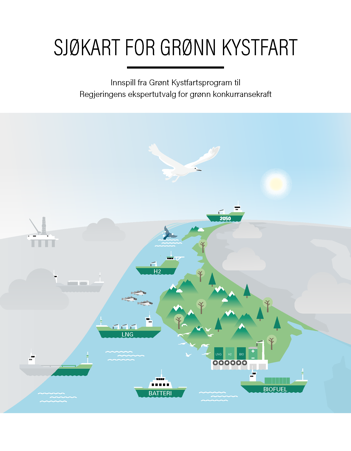 SJØKART FOR GRØNN KYSTFART
Innspill fra Grønt Kystfartsprogram til
Regjeringens ekspertutvalg for grønn konkurransekraft
2050
H2
LNG
BATTERI
BIOFUEL